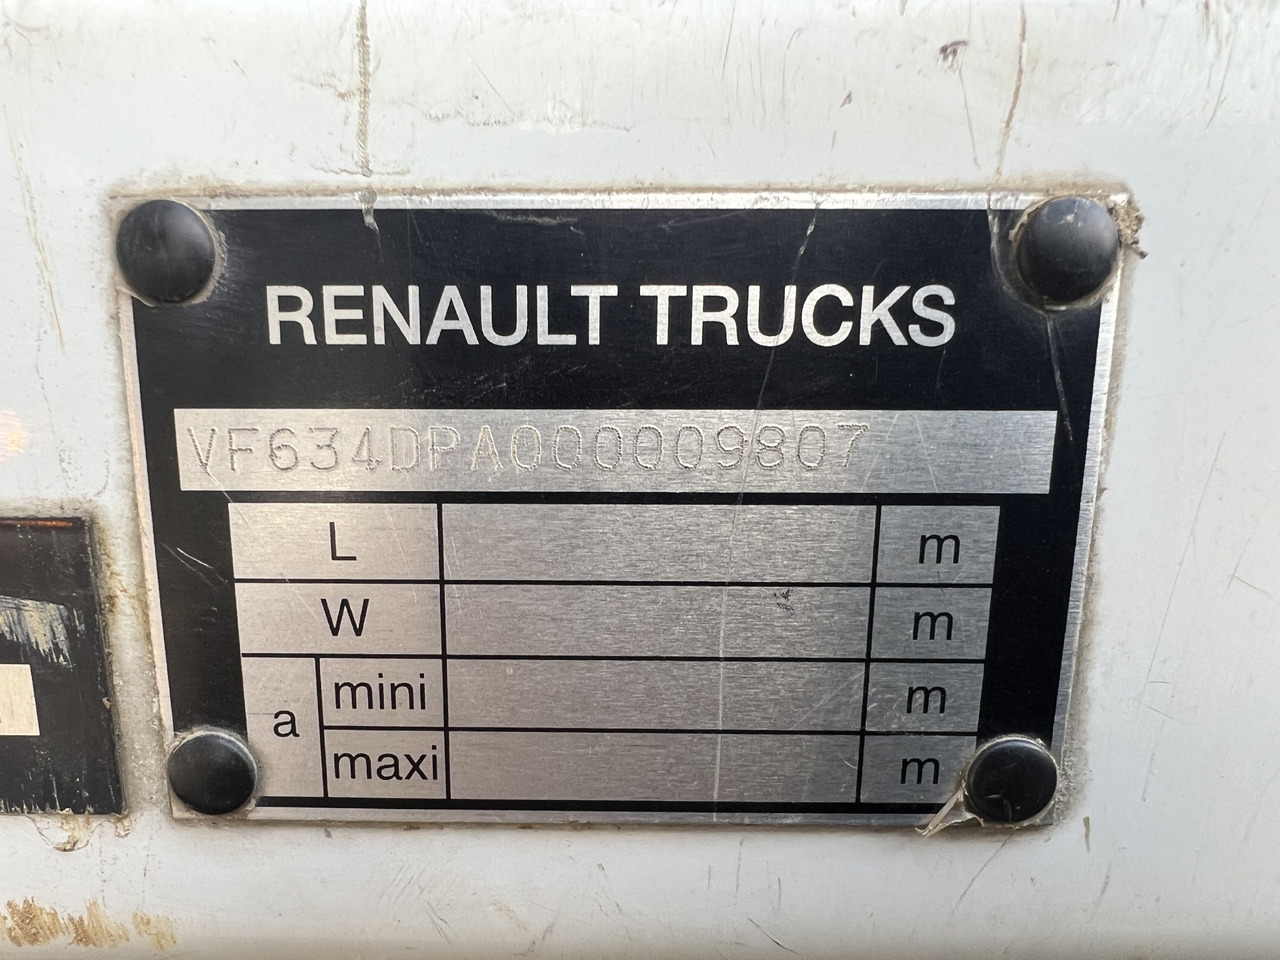 RENAULT TRUCKS
VF634DPA000009807
L m
W m
a mini m
maxi m